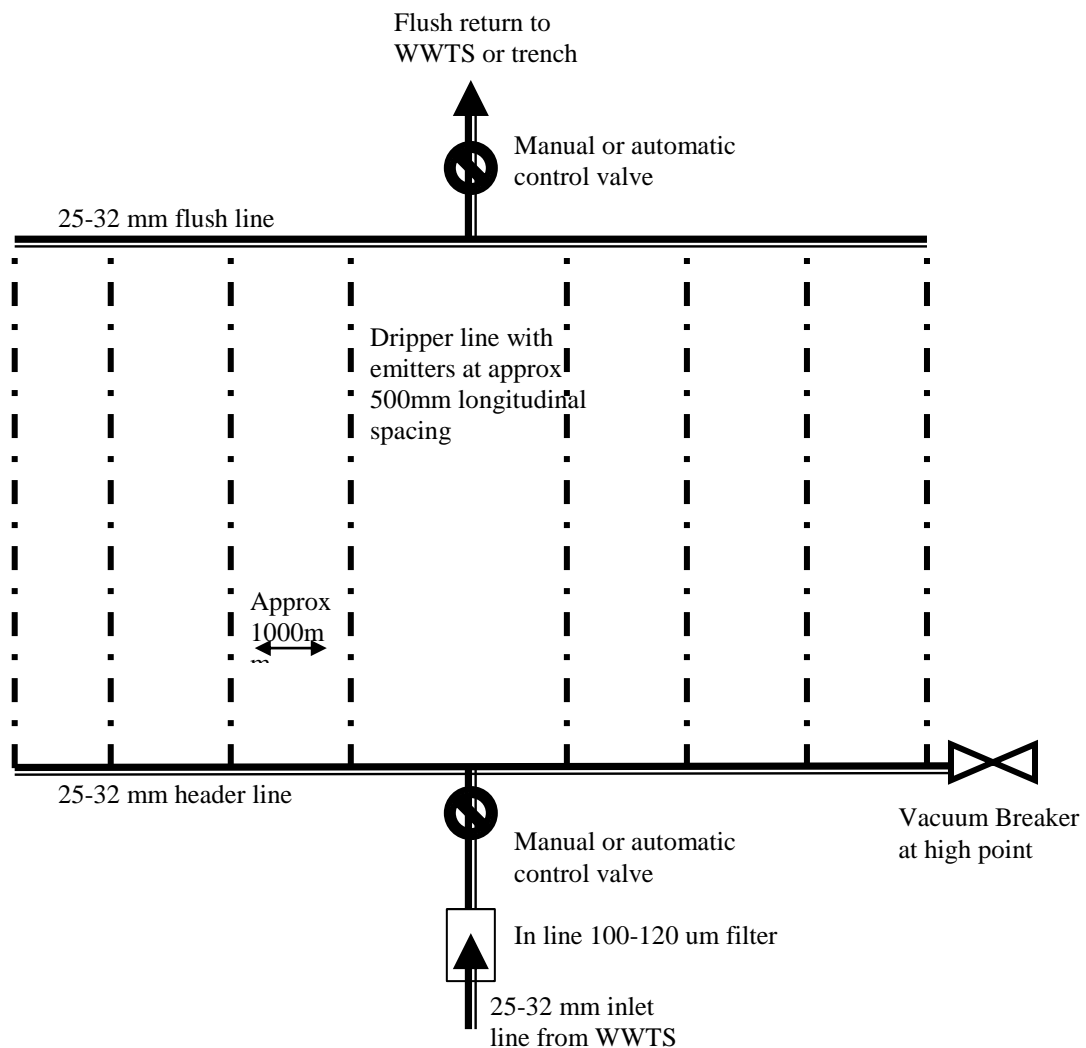 Flush return to
WWTS or trench
Manual or automatic
control valve
25-32 mm flush line
Dripper line with
emitters at approx
500mm longitudinal
spacing
Approx
1000m
m
25-32 mm header line
Vacuum Breaker
at high point
Manual or automatic
control valve
In line 100-120 um filter
25-32 mm inlet
line from WWTS